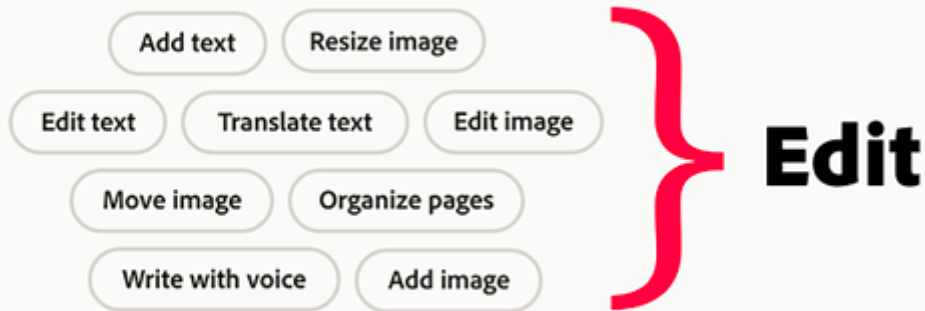 Add text
Resize image
Edit text
Translate text
Edit image
Move image
Organize pages
Write with voice
Add image
}
Edit